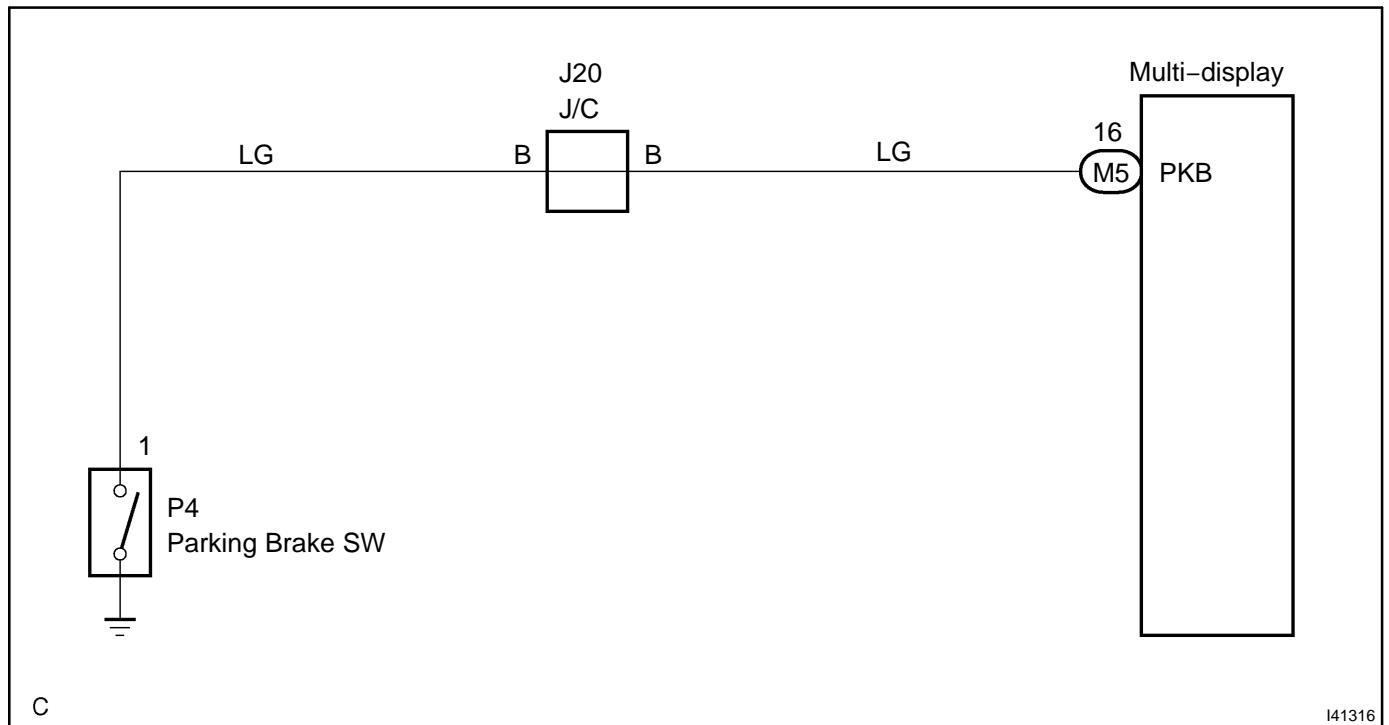 J20
J/C
Multi−display
LG
B
B
LG
16
M5
PKB
1
P4
Parking Brake SW
C
I41316